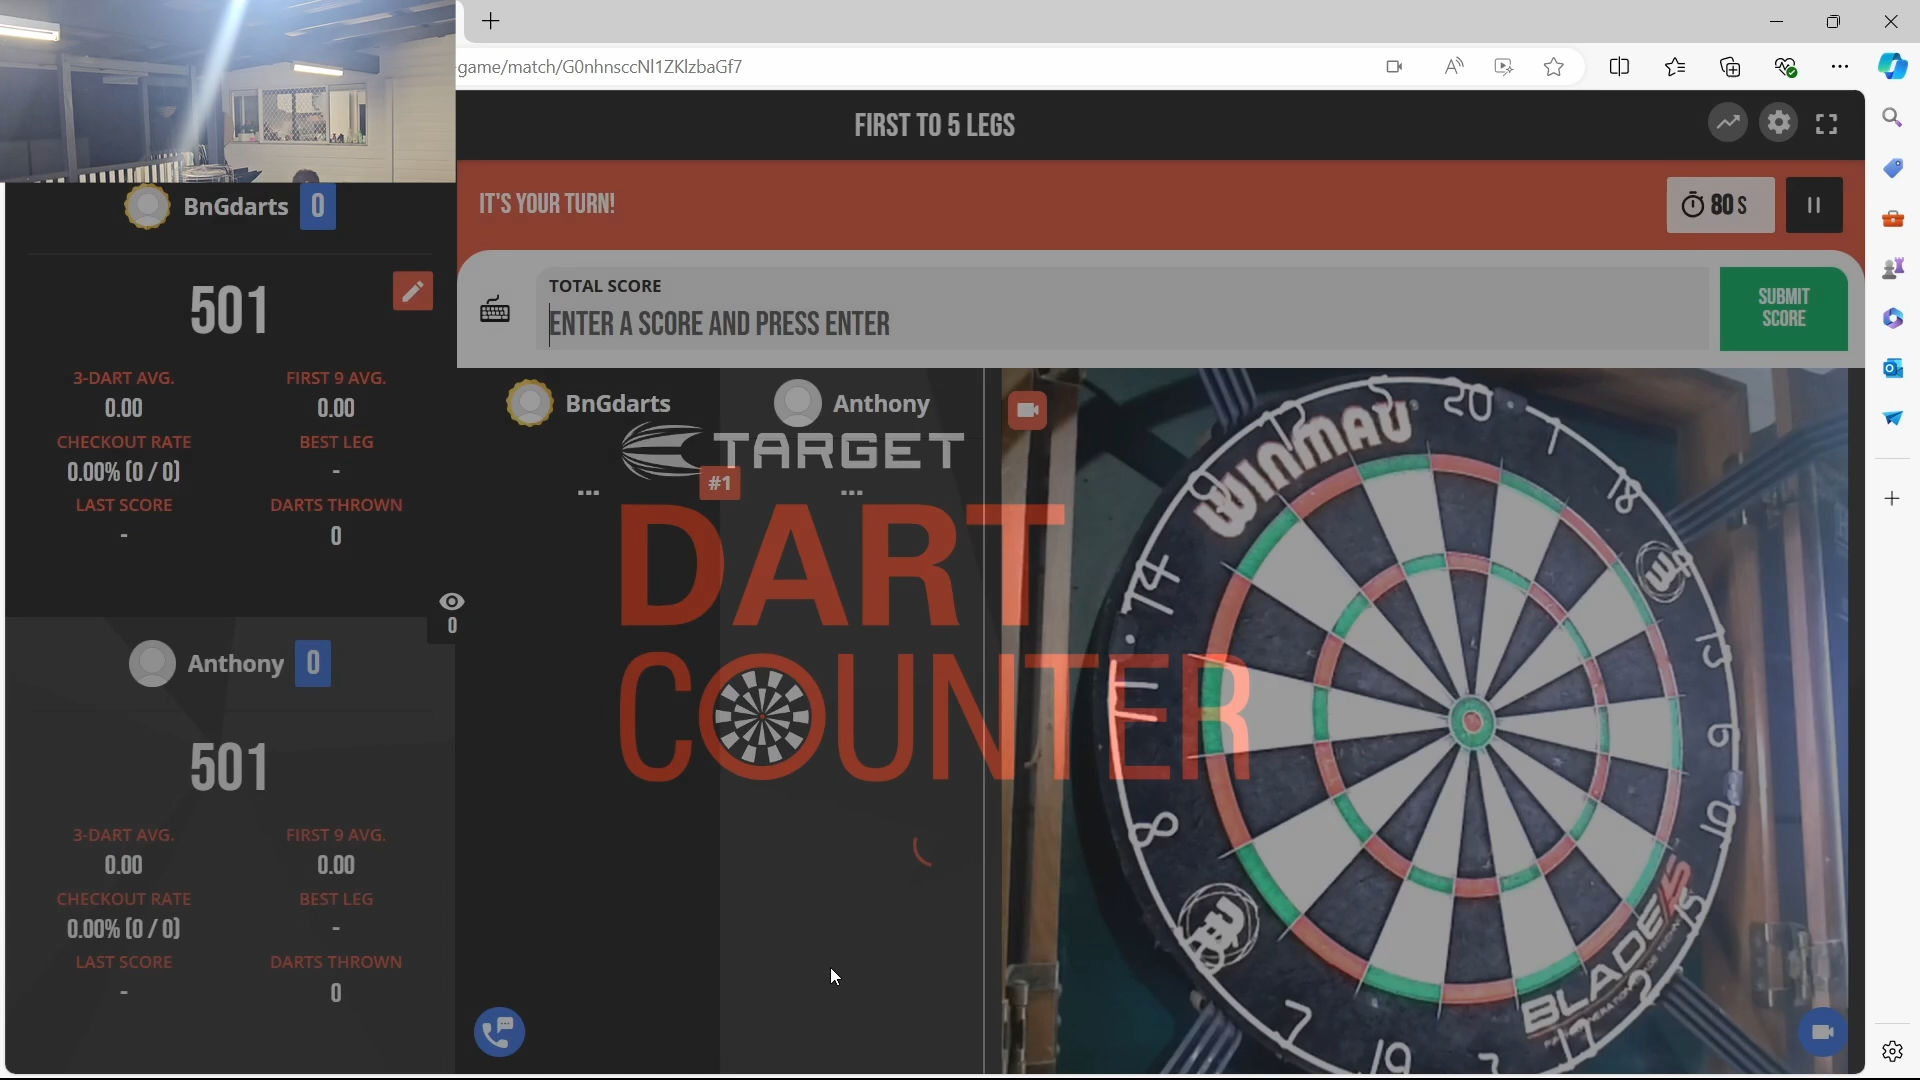 game/match/G0nhnsccNl1ZKlzbaGf7
FIRST TO 5 LEGS
IT'S YOUR TURN!
80 S
TOTAL SCORE
ENTER A SCORE AND PRESS ENTER
SUBMIT
SCORE
BnGdarts 0
501
3-DART AVG.
FIRST 9 AVG.
0.00
0.00
CHECKOUT RATE
BEST LEG
0.00% (0 / 0)
-
LAST SCORE
DARTS THROWN
-
0
0
Anthony 0
501
3-DART AVG.
FIRST 9 AVG.
0.00
0.00
CHECKOUT RATE
BEST LEG
0.00% (0 / 0)
-
LAST SCORE
DARTS THROWN
-
0
BnGdarts
Anthony
TARGET
...
#1
...
DART
COUNTER
WINMAU
20
1
18
13
6
10
15
2
17
3
19
7
8
11
14
9
5
BLADE